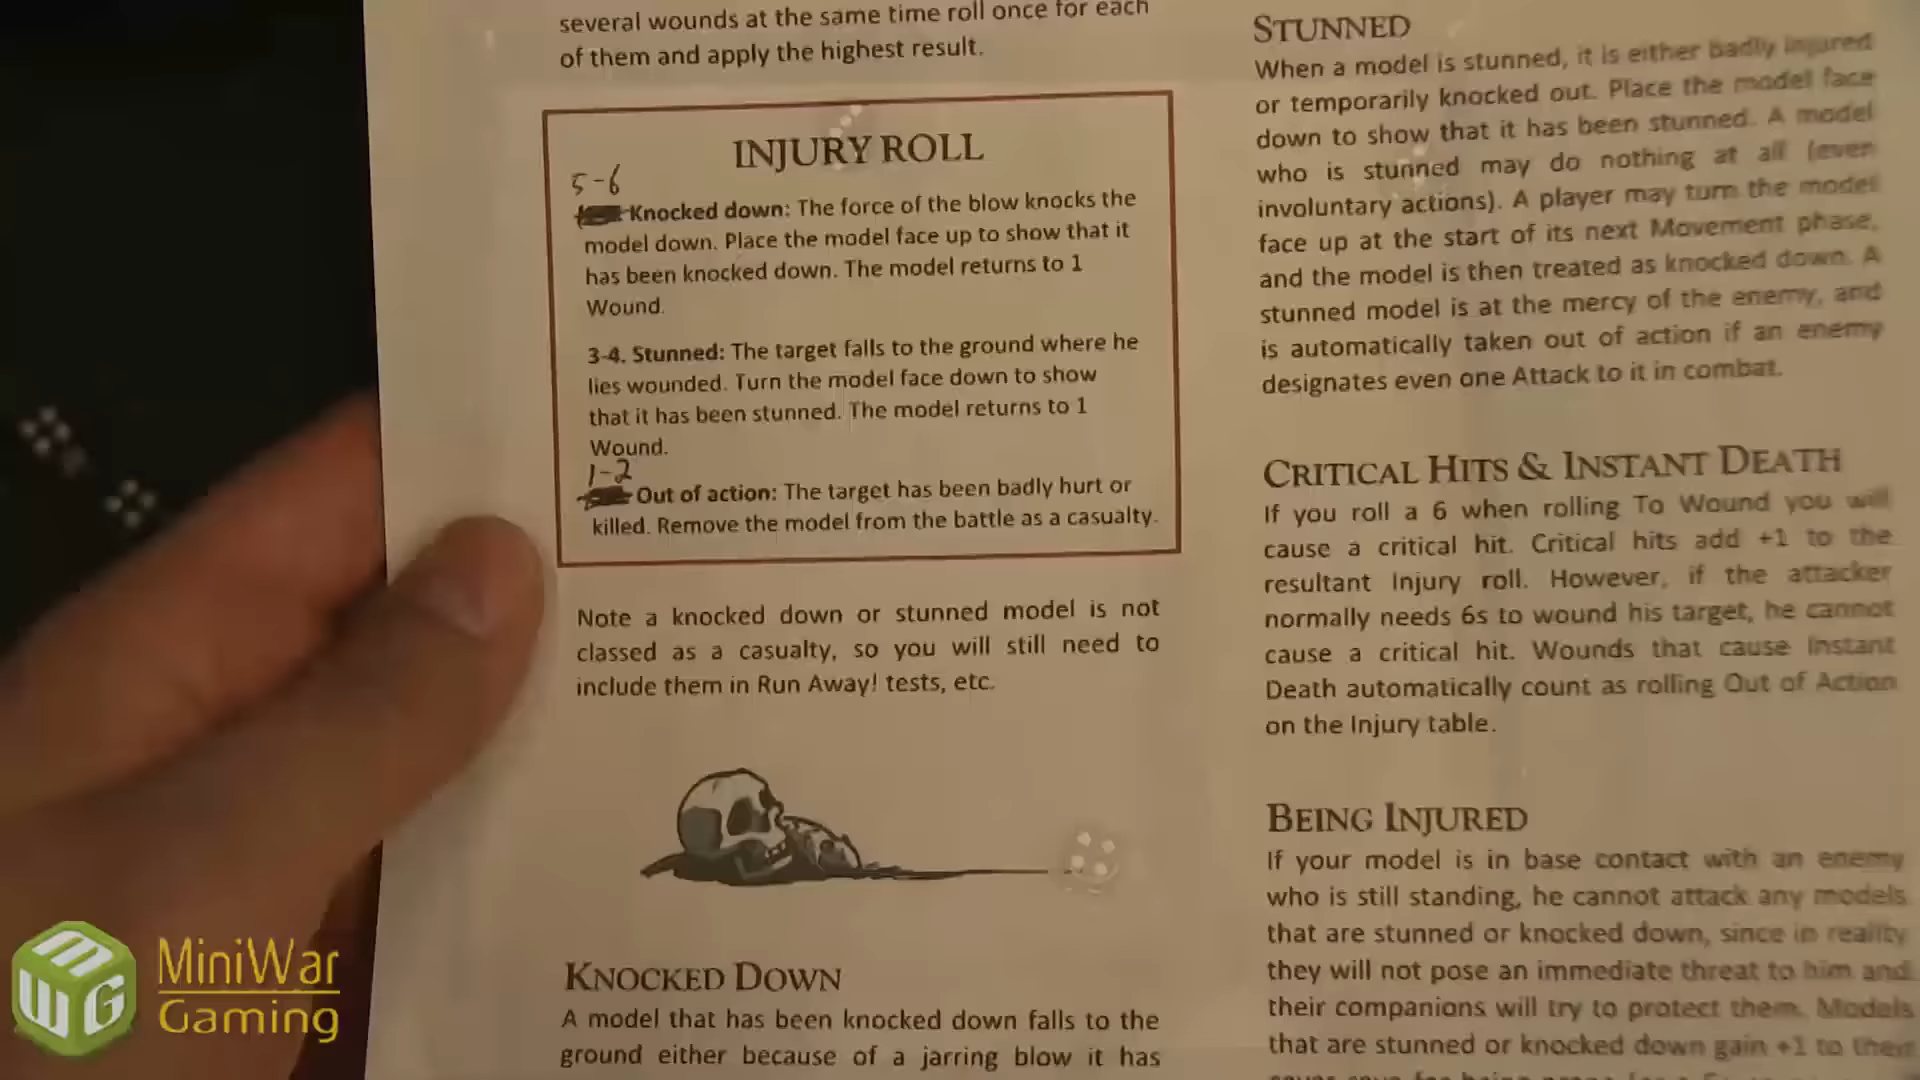 several wounds at the same time roll once for each
of them and apply the highest result.
INJURY ROLL
5-6
Knocked down: The force of the blow knocks the
model down. Place the model face up to show that it
has been knocked down. The model returns to 1
Wound.
3-4. Stunned: The target falls to the ground where he
lies wounded. Turn the model face down to show
that it has been stunned. The model returns to 1
Wound.
1-2
Out of action: The target has been badly hurt or
killed. Remove the model from the battle as a casualty.
Note a knocked down or stunned model is not
classed as a casualty, so you will still need to
include them in Run Away! tests, etc.
KNOCKED DOWN
A model that has been knocked down falls to the
ground either because of a jarring blow it has
STUNNED
When a model is stunned, it is either badly injured
or temporarily knocked out. Place the model face
down to show that it has been stunned. A model
who is stunned may do nothing at all (even
involuntary actions). A player may turn the model
face up at the start of its next Movement phase,
and the model is then treated as knocked down. A
stunned model is at the mercy of the enemy, and
is automatically taken out of action if an enemy
designates even one Attack to it in combat.
CRITICAL HITS & INSTANT DEATH
If you roll a 6 when rolling To Wound you will
cause a critical hit. Critical hits add +1 to the
resultant Injury roll. However, if the attacker
normally needs 6s to wound his target, he cannot
cause a critical hit. Wounds that cause Instant
Death automatically count as rolling Out of Action
on the Injury table.
BEING INJURED
If your model is in base contact with an enemy
who is still standing, he cannot attack any models
that are stunned or knocked down, since in reality
they will not pose an immediate threat to him and
their companions will try to protect them. Models
that are stunned or knocked down gain +1 to their
MWG
MiniWar
Gaming